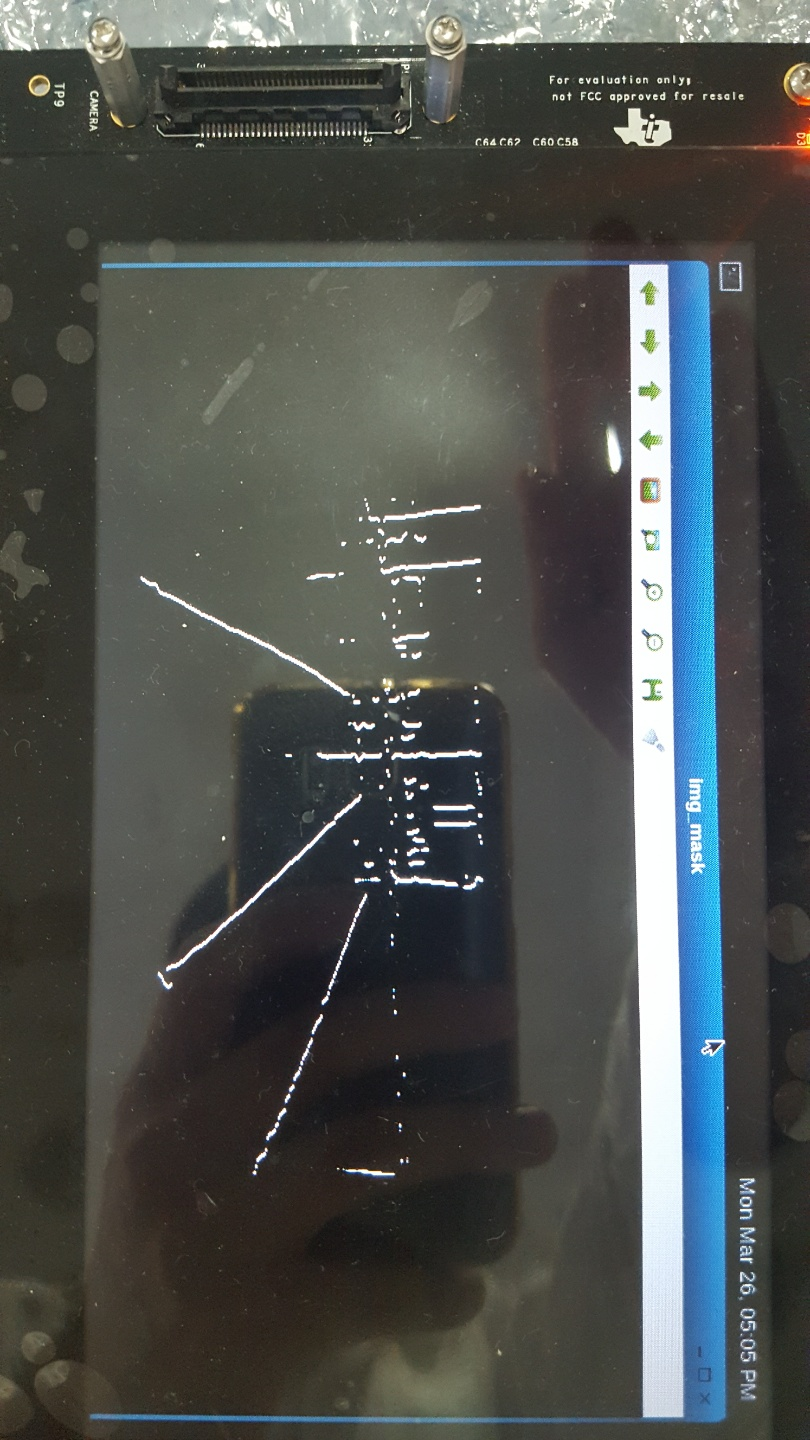 TP9
CAMERA
For evaluation only;
not FCC approved for resale
C64 C62 C60 C58
D3
img_mask
Mon Mar 26, 05:05 PM